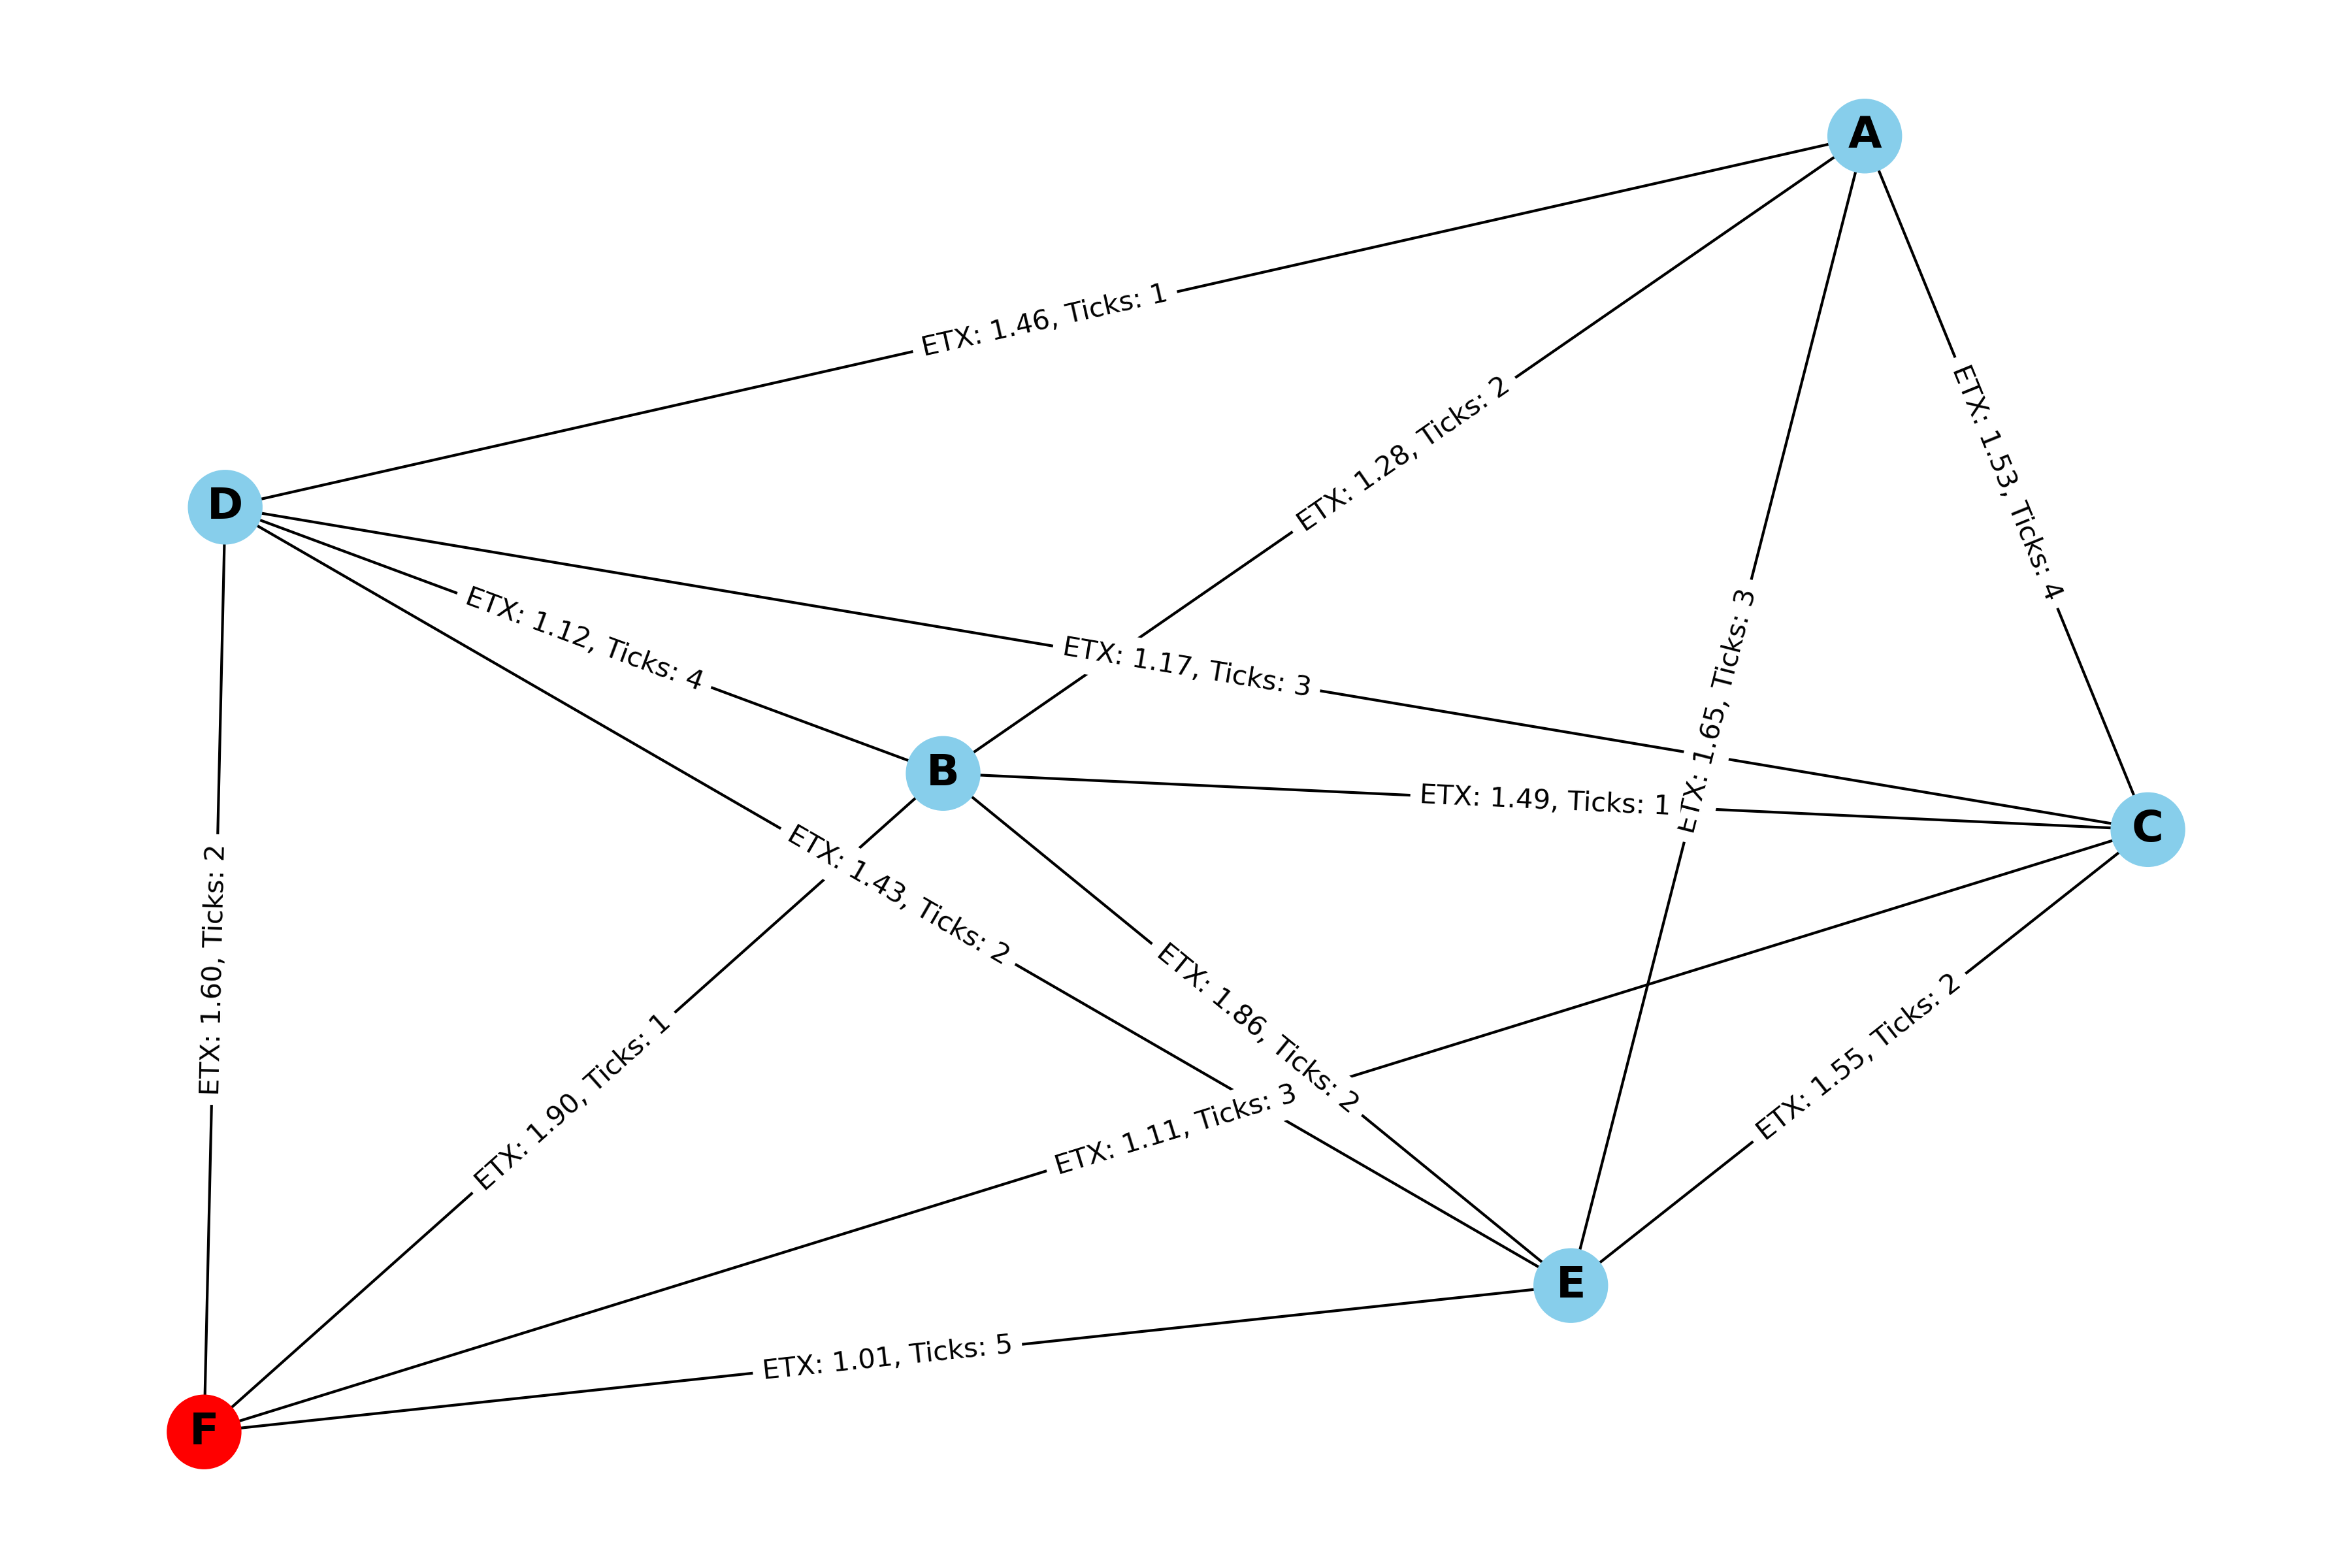 A
ETX: 1.46, Ticks: 1
ETX: 1.28, Ticks: 2
ETX: 1.53, Ticks: 4
D
ETX: 1.12, Ticks: 4
ETX: 1.17, Ticks: 3
ETX: 1.65, Ticks: 3
B
ETX: 1.49, Ticks: 1
C
ETX: 1.43, Ticks: 2
ETX: 1.60, Ticks: 2
ETX: 1.86, Ticks: 2
ETX: 1.55, Ticks: 2
ETX: 1.90, Ticks: 1
ETX: 1.11, Ticks: 3
E
ETX: 1.01, Ticks: 5
F